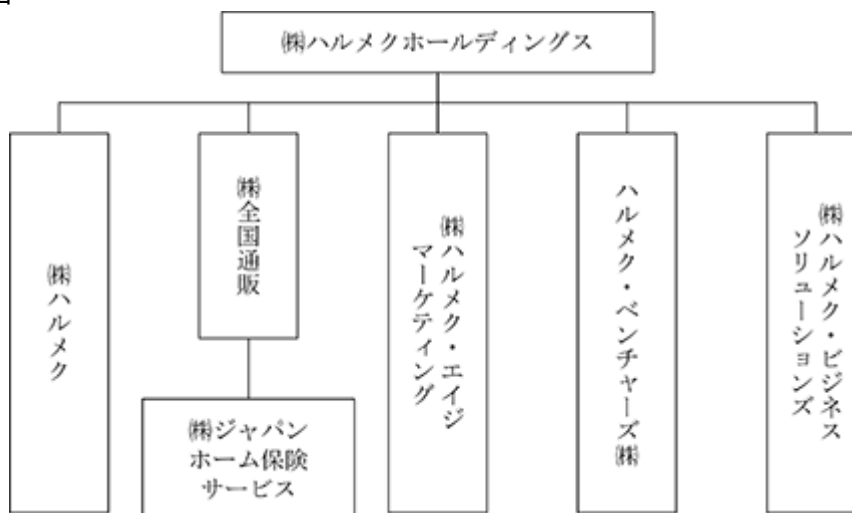 ㈱ハルメクホールディングス
㈱ハルメク
㈱全国通販
㈱ジャパン
ホーム保険
サービス
㈱ハルメク・エイジ
マーケティング
ハルメク・ベンチャーズ㈱
㈱ハルメク・ビジネス
ソリューションズ